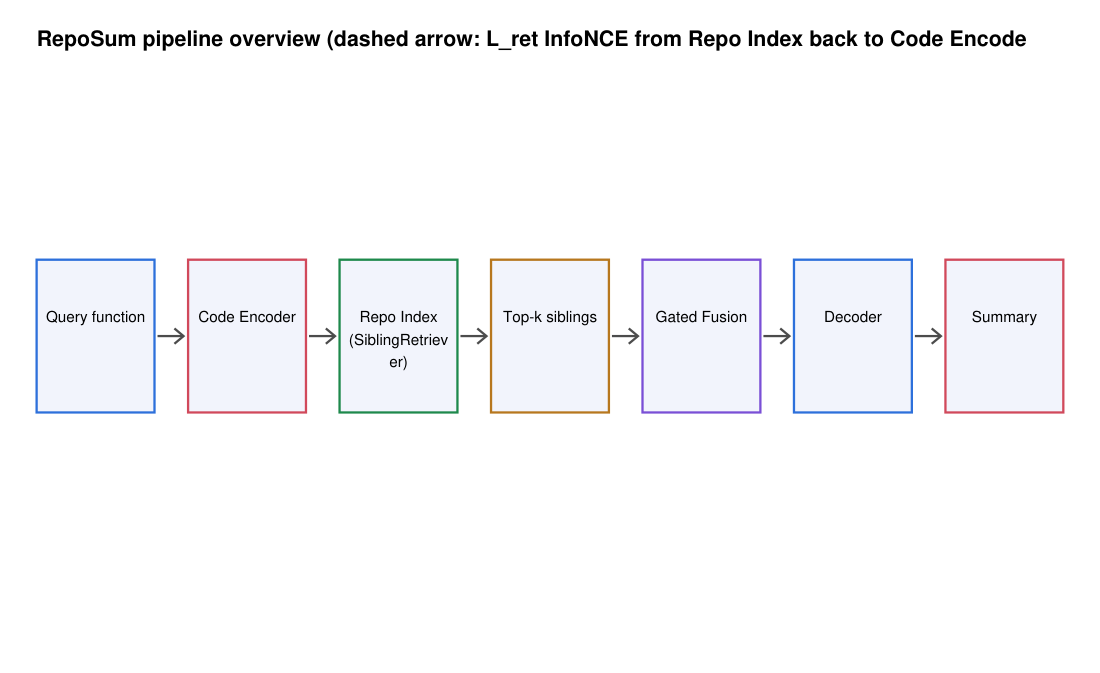 RepoSum pipeline overview (dashed arrow: L_ret InfoNCE from Repo Index back to Code Encode
Query function
Code Encoder
Repo Index
(SiblingRetriev
er)
Top-k siblings
Gated Fusion
Decoder
Summary